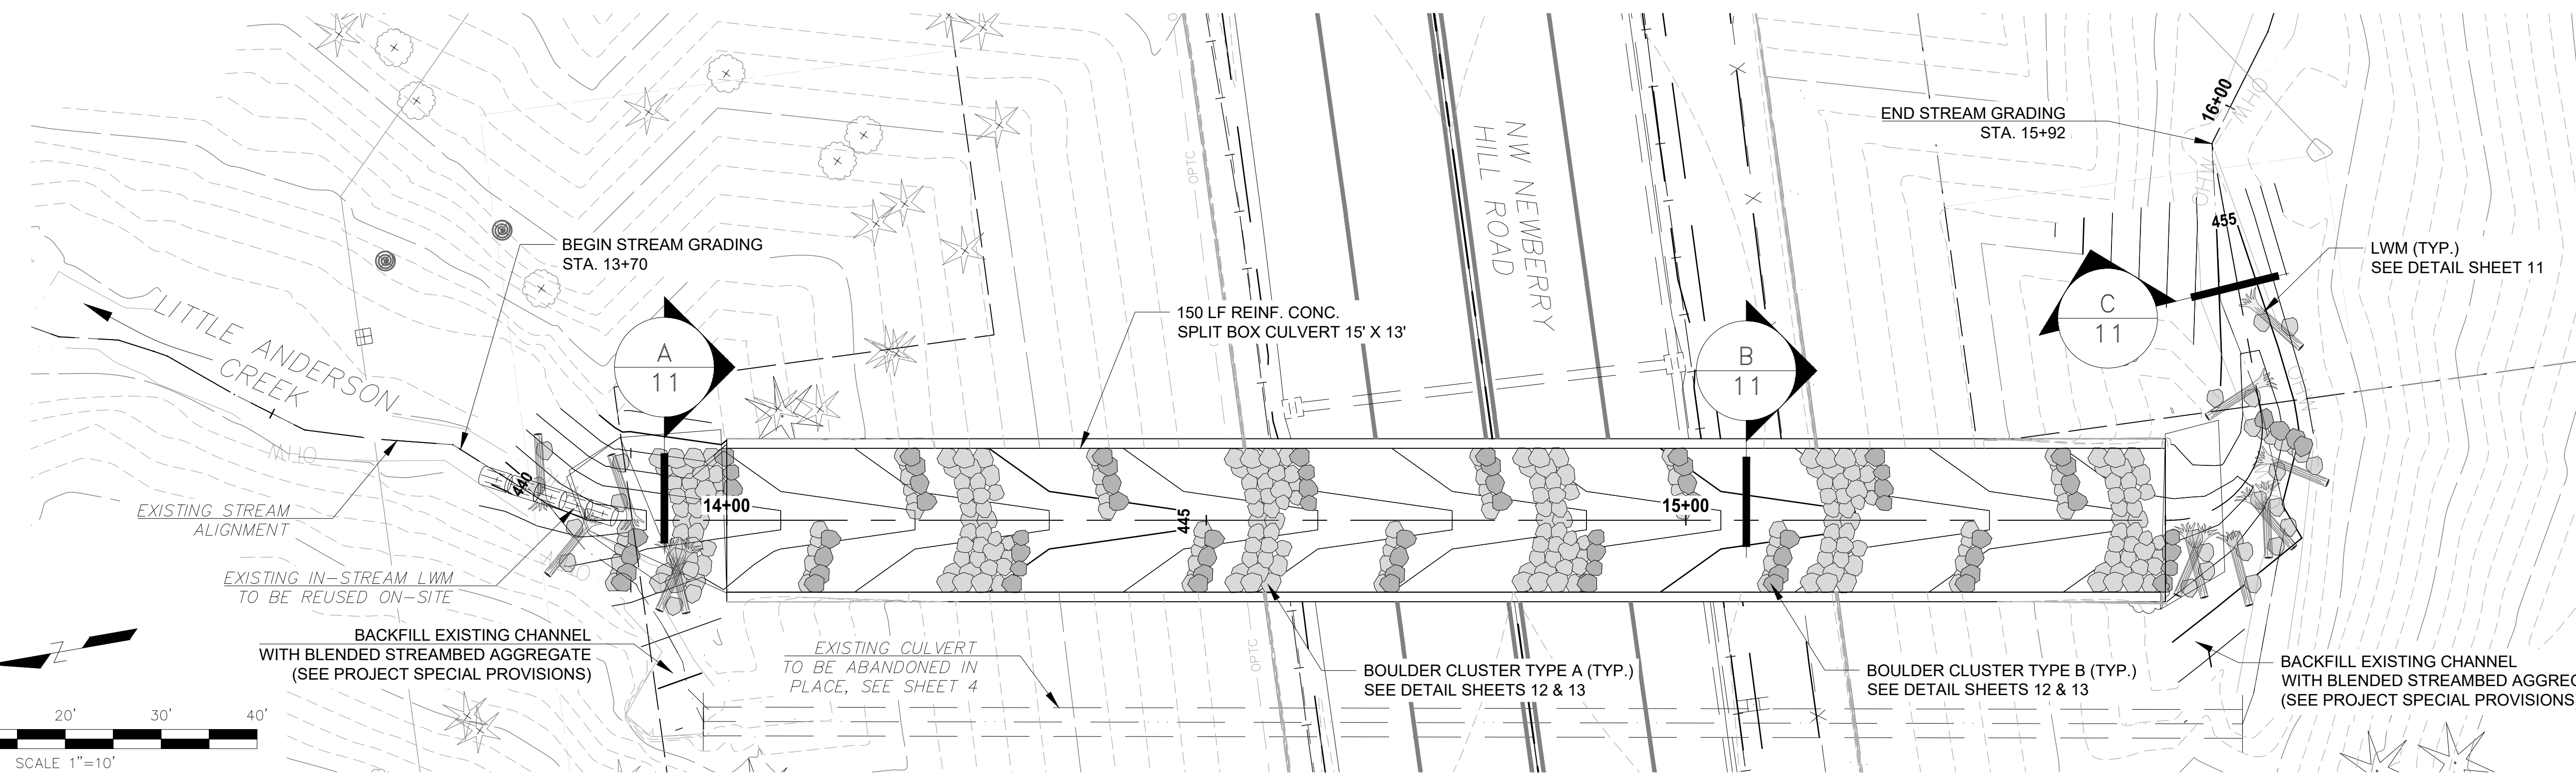 END STREAM GRADING
STA. 15+92
16+00
OHW
OPTC
NW NEWBERRY
HILL ROAD
OHW
455
BEGIN STREAM GRADING
STA. 13+70
LWM (TYP.)
SEE DETAIL SHEET 11
LITTLE ANDERSON
CREEK
150 LF REINF. CONC.
SPLIT BOX CULVERT 15' X 13'
A
11
B
11
C
11
OHW
440
14+00
445
15+00
EXISTING STREAM
ALIGNMENT
EXISTING IN-STREAM LWM
TO BE REUSED ON-SITE
BACKFILL EXISTING CHANNEL
WITH BLENDED STREAMBED AGGREGATE
(SEE PROJECT SPECIAL PROVISIONS)
Z
EXISTING CULVERT
TO BE ABANDONED IN
PLACE, SEE SHEET 4
OPTC
BOULDER CLUSTER TYPE A (TYP.)
SEE DETAIL SHEETS 12 & 13
BOULDER CLUSTER TYPE B (TYP.)
SEE DETAIL SHEETS 12 & 13
BACKFILL EXISTING CHANNEL
WITH BLENDED STREAMBED AGGREG
(SEE PROJECT SPECIAL PROVISIONS
20' 30' 40'
SCALE 1"=10'